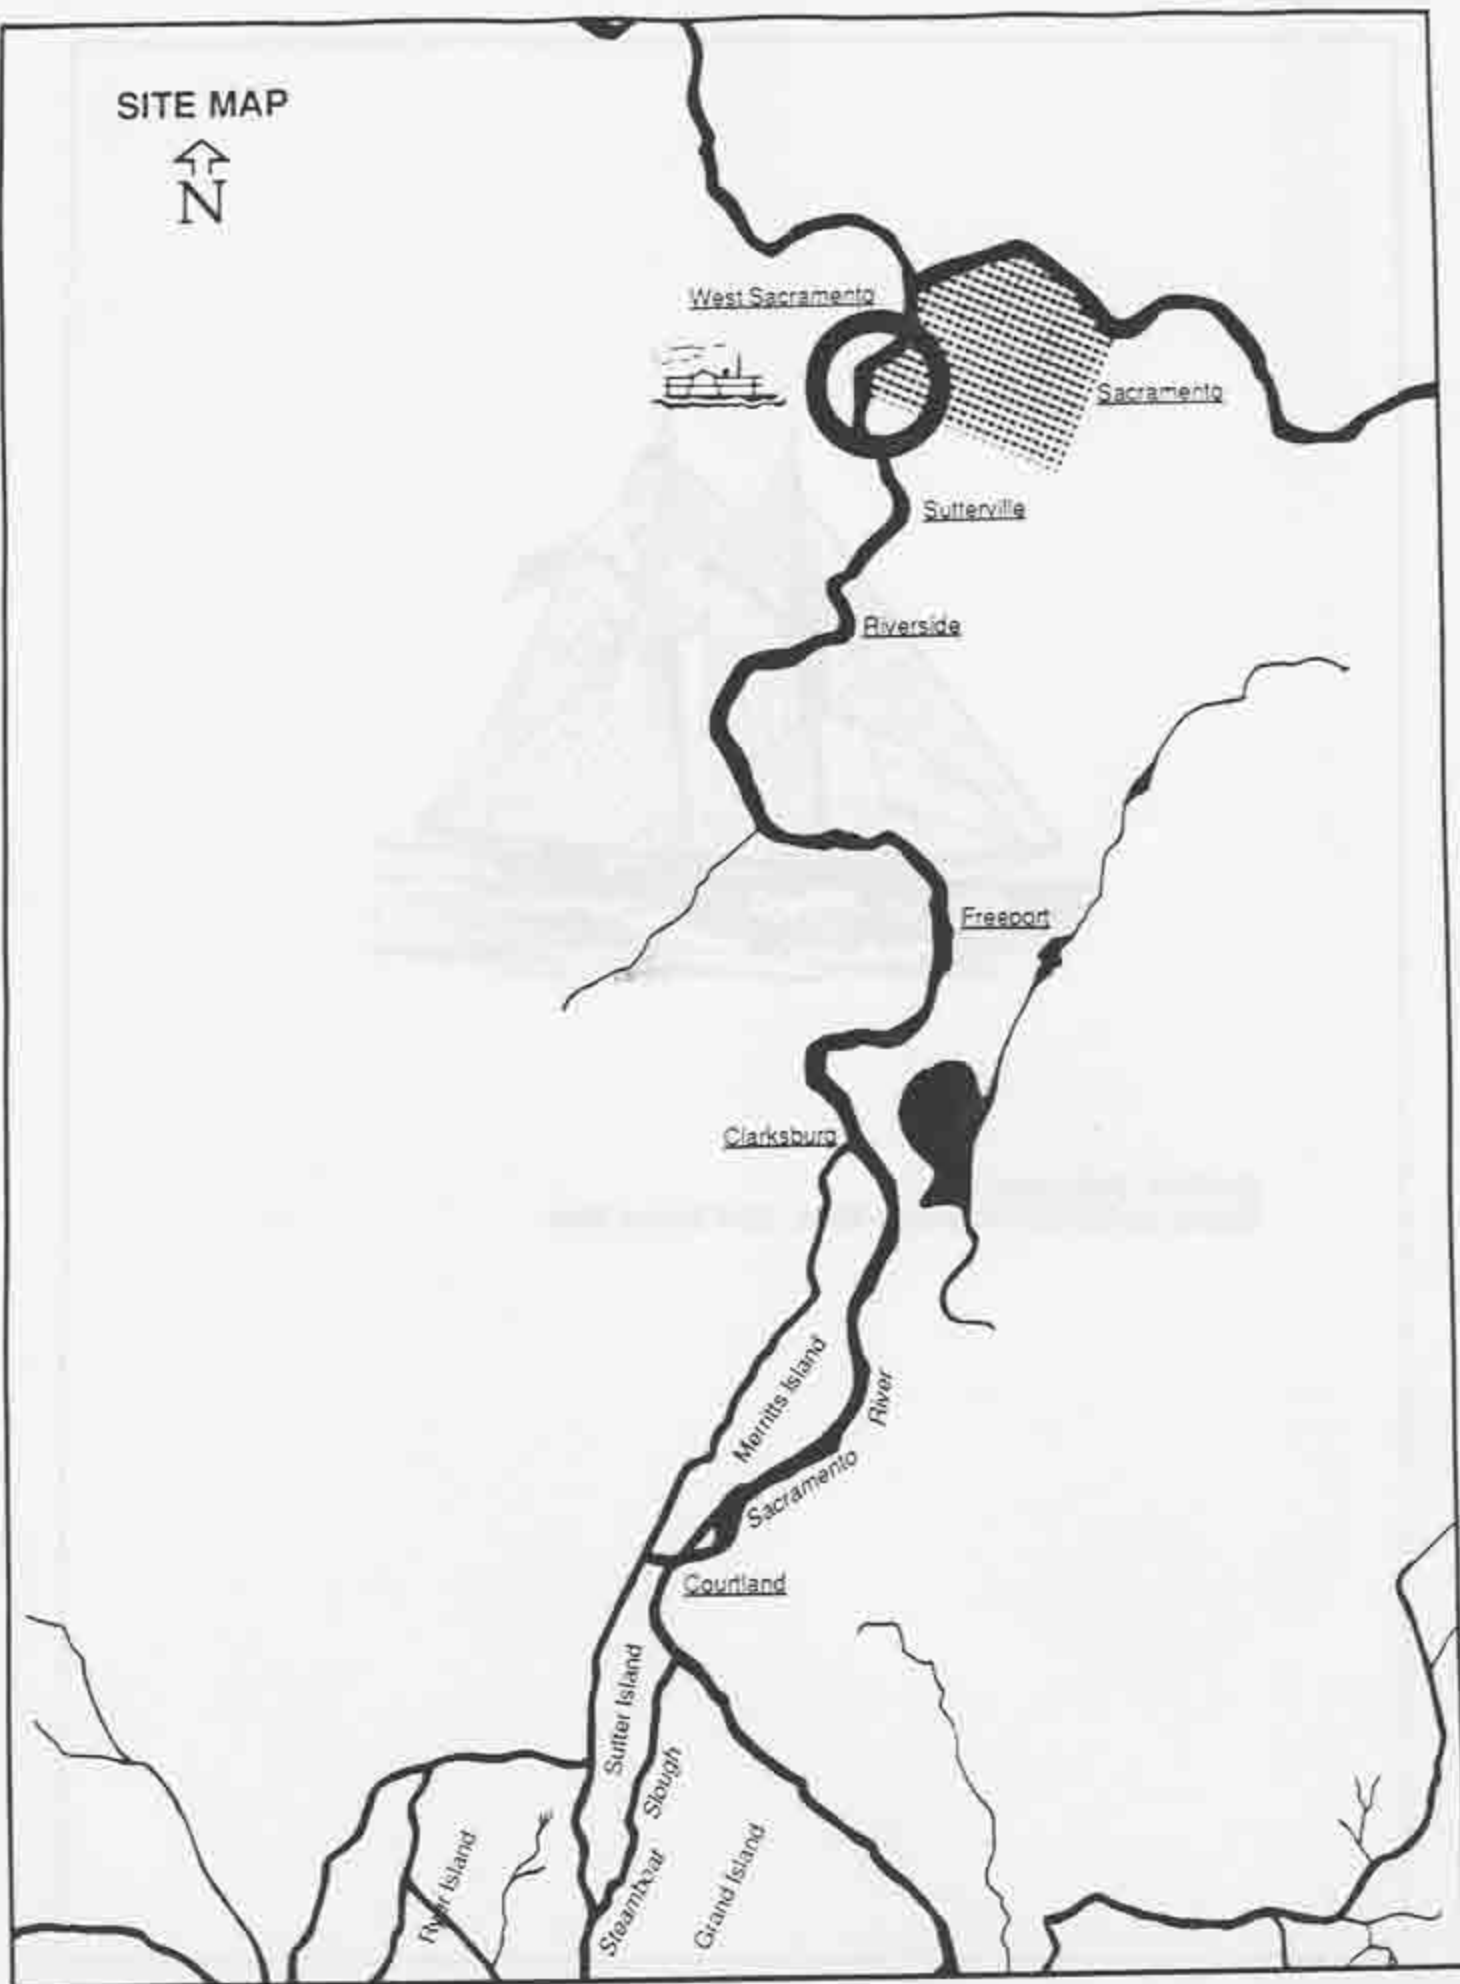 SITE MAP
N
West Sacramento
Sacramento
Sutterville
Riverside
Freeport
Clarksburg
Merritts Island
River
Sacramento
Courtland
Sutter Island
Slough
Steamboat
Grand Island
Island